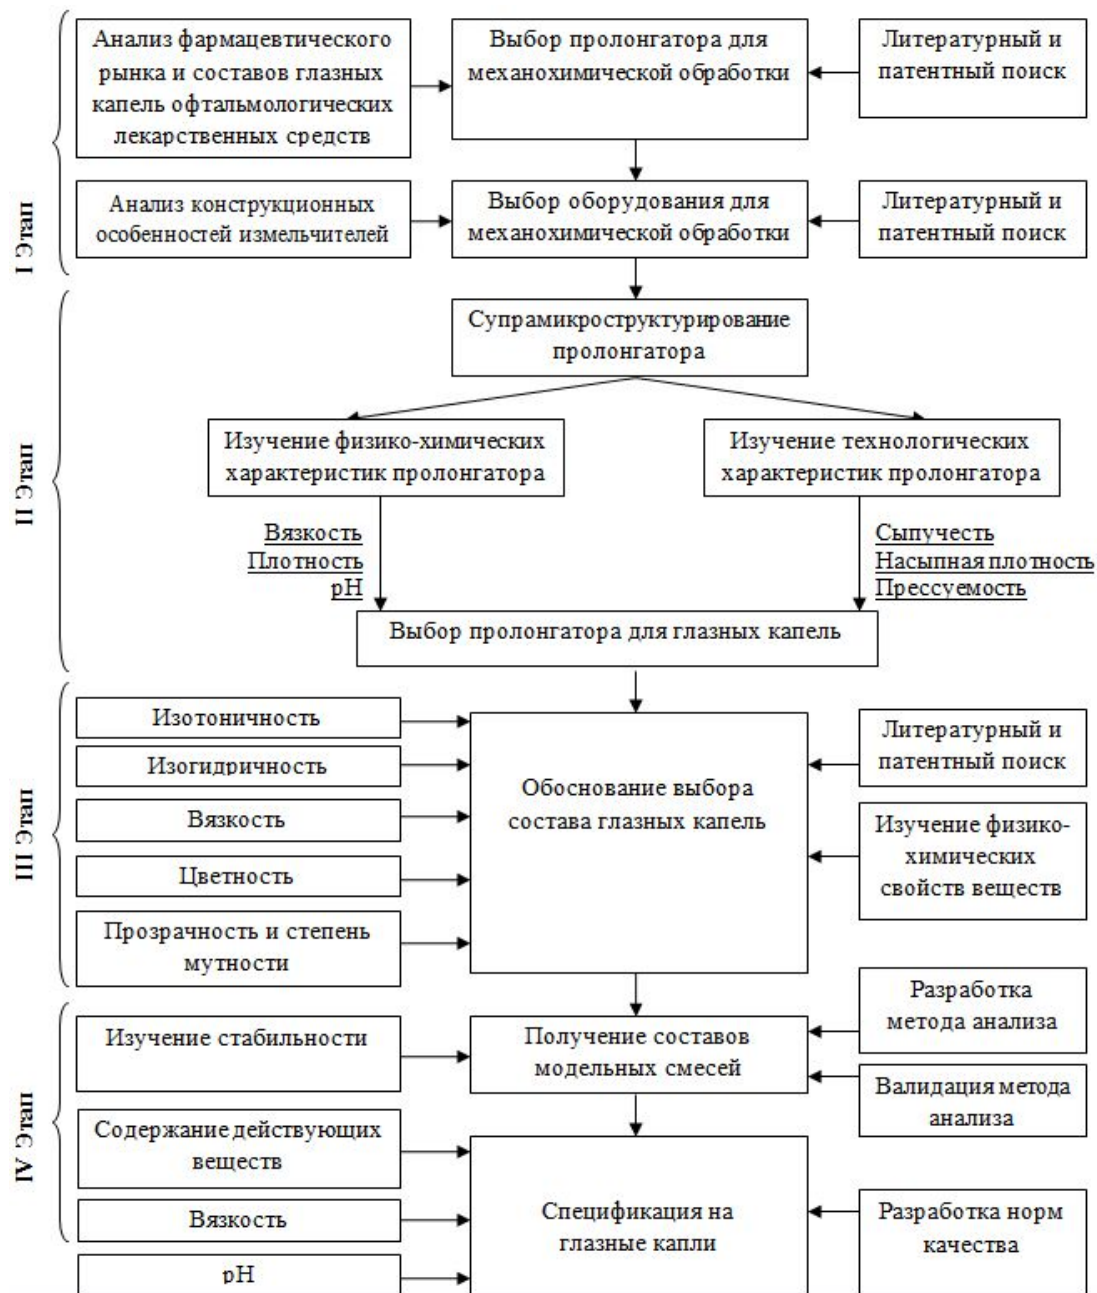 I Этап
Анализ фармацевтического
рынка и составов глазных
капель офтальмологических
лекарственных средств
Выбор пролонгатора для
механохимической обработки
Литературный и
патентный поиск
Анализ конструкционных
особенностей измельчителей
Выбор оборудования для
механохимической обработки
Литературный и
патентный поиск
II Этап
Супрамикроструктурирование
пролонгатора
Изучение физико-химических
характеристик пролонгатора
Изучение технологических
характеристик пролонгатора
Вязкость
Плотность
pH
Сыпучесть
Насыпная плотность
Прессуемость
Выбор пролонгатора для глазных капель
III Этап
Изотоничность
Изогидричность
Вязкость
Цветность
Прозрачность и степень
мутности
Обоснование выбора
состава глазных капель
Литературный и
патентный поиск
Изучение физико-
химических
свойств веществ
IV Этап
Изучение стабильности
Получение составов
модельных смесей
Разработка
метода анализа
Валидация метода
анализа
Содержание действующих
веществ
Вязкость
pH
Спецификация на
глазные капли
Разработка норм
качества